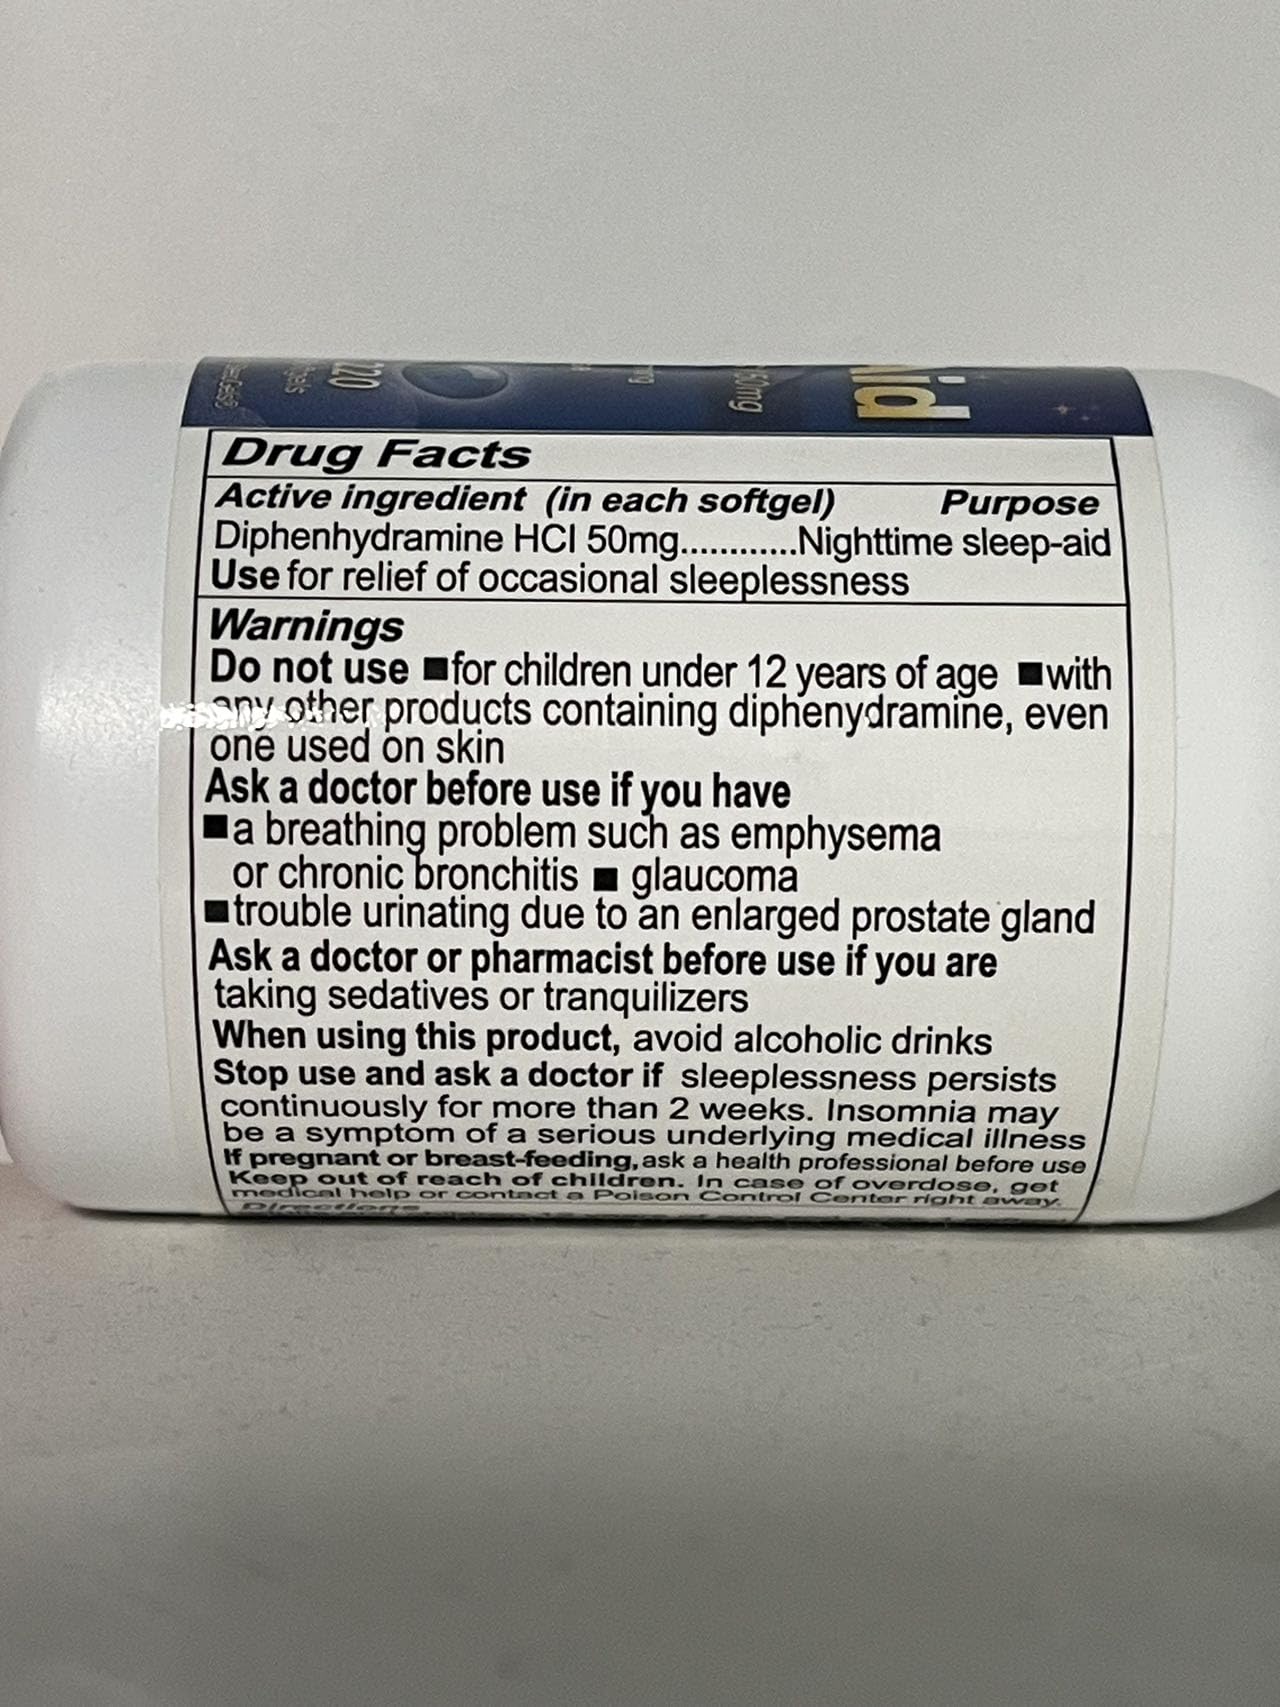 220
50mg
id
Drug Facts
Active ingredient (in each softgel) Purpose
Diphenhydramine HCl 50mg............Nighttime sleep-aid
Use for relief of occasional sleeplessness
Warnings
Do not use ■for children under 12 years of age ■with
any other products containing diphenydramine, even
one used on skin
Ask a doctor before use if you have
■a breathing problem such as emphysema
or chronic bronchitis ■ glaucoma
■trouble urinating due to an enlarged prostate gland
Ask a doctor or pharmacist before use if you are
taking sedatives or tranquilizers
When using this product, avoid alcoholic drinks
Stop use and ask a doctor if sleeplessness persists
continuously for more than 2 weeks. Insomnia may
be a symptom of a serious underlying medical illness
If pregnant or breast-feeding, ask a health professional before use
Keep out of reach of children. In case of overdose, get
medical help or contact a Poison Control Center right away.
Directions